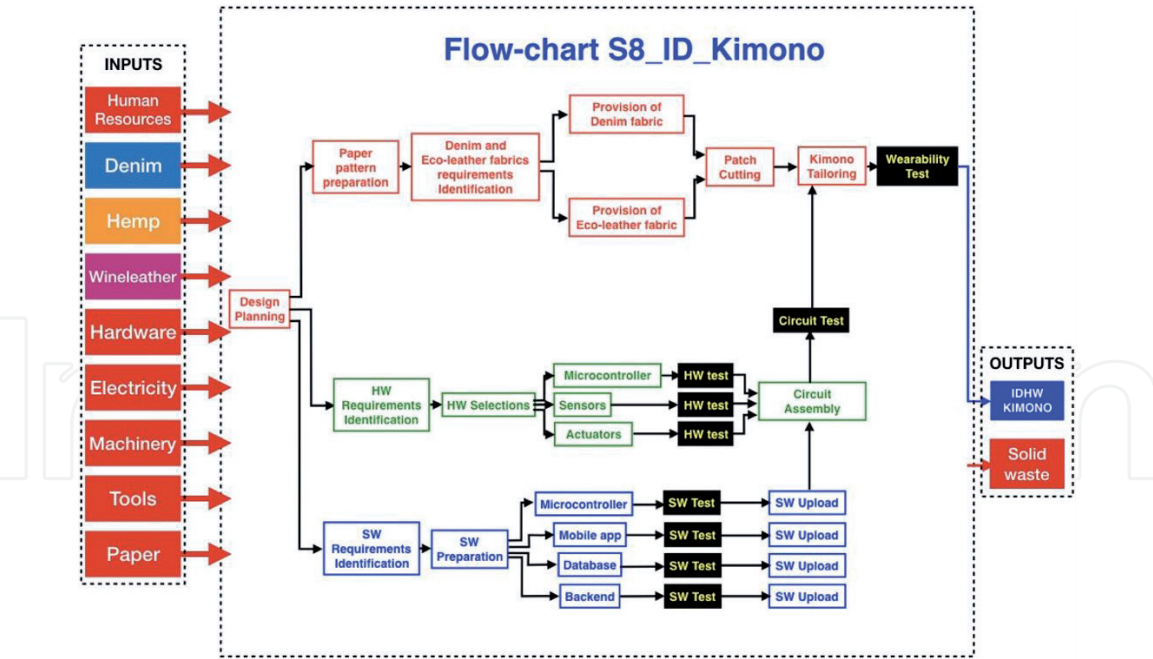 Flow-chart S8_ID_Kimono
INPUTS
Human
Resources
Denim
Hemp
Wineleather
Hardware
Electricity
Machinery
Tools
Paper
Design
Planning
Paper
pattern
preparation
Denim and
Eco-leather fabrics
requirements
Identification
Provision of
Denim fabric
Provision of
Eco-leather fabric
Patch
Cutting
Kimono
Tailoring
Wearability
Test
Circuit Test
HW
Requirements
Identification
HW Selections
Microcontroller
HW test
Sensors
HW test
Actuators
HW test
Circuit
Assembly
SW
Requirements
Identification
SW
Preparation
Microcontroller
SW Test
SW Upload
Mobile app
SW Test
SW Upload
Database
SW Test
SW Upload
Backend
SW Test
SW Upload
OUTPUTS
IDHW
KIMONO
Solid
waste